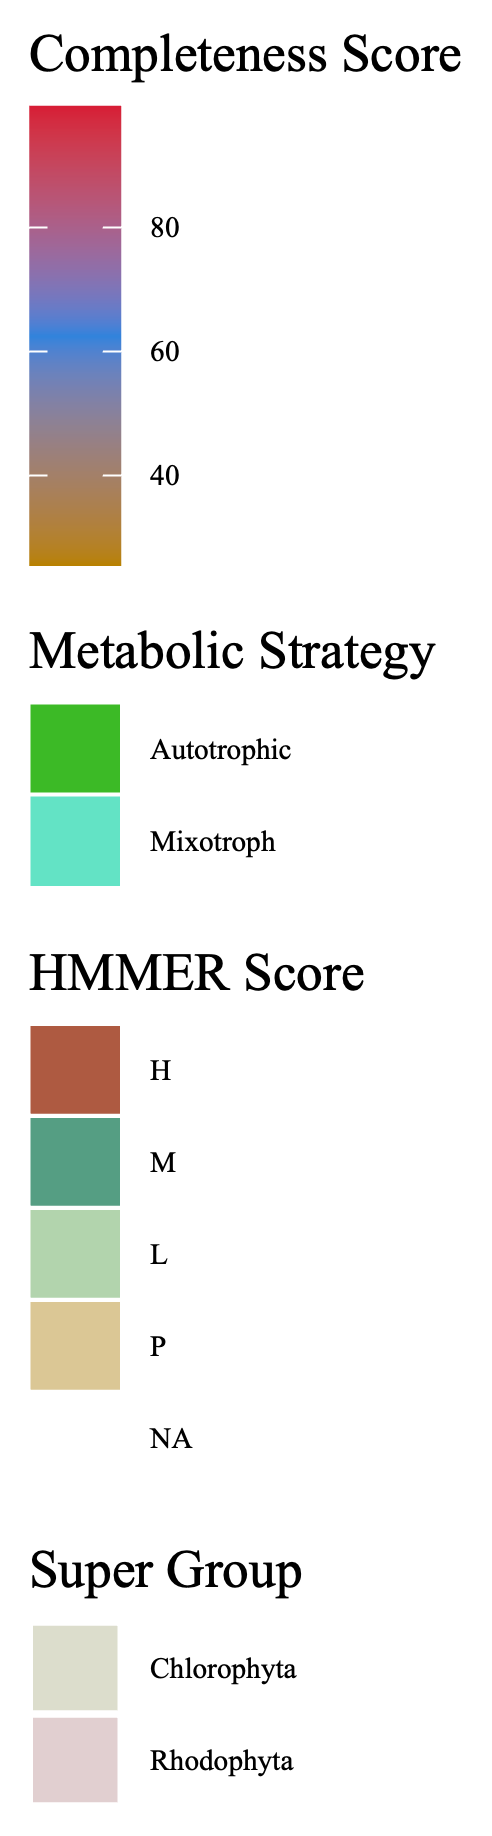 Completeness Score
80
60
40
Metabolic Strategy
Autotrophic
Mixotroph
HMMER Score
H
M
L
P
NA
Super Group
Chlorophyta
Rhodophyta